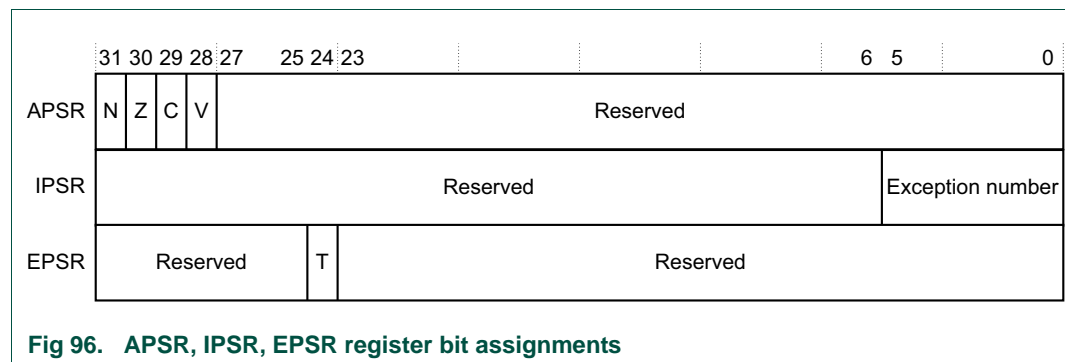 31 30 29 28 27 25 24 23 6 5 0
APSR N Z C V Reserved
IPSR Reserved Exception number
EPSR Reserved T Reserved
Fig 96. APSR, IPSR, EPSR register bit assignments